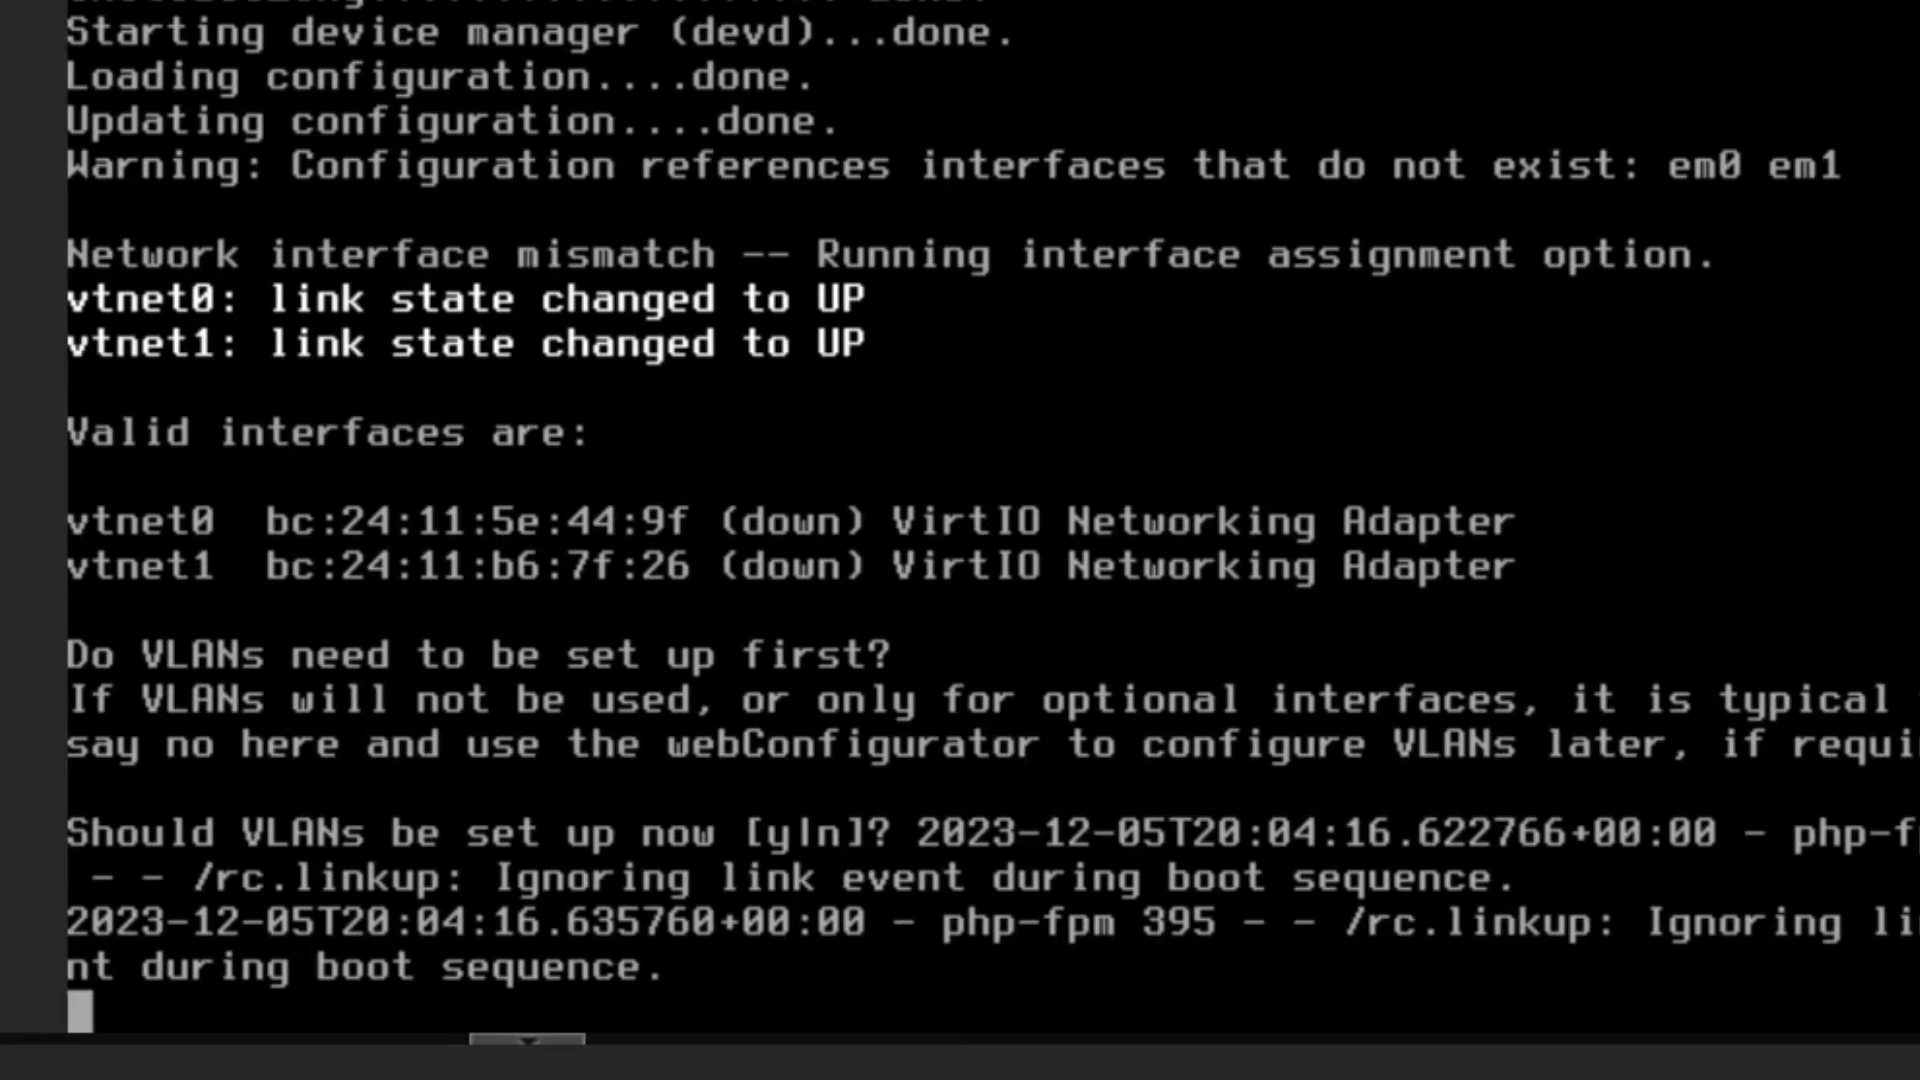 Starting device manager (devd)...done.
Loading configuration....done.
Updating configuration....done.
Warning: Configuration references interfaces that do not exist: em0 em1
Network interface mismatch -- Running interface assignment option.
vtnet0: link state changed to UP
vtnet1: link state changed to UP
Valid interfaces are:
vtnet0  bc:24:11:5e:44:9f (down) VirtIO Networking Adapter
vtnet1  bc:24:11:b6:7f:26 (down) VirtIO Networking Adapter
Do VLANs need to be set up first?
If VLANs will not be used, or only for optional interfaces, it is typical
say no here and use the webConfigurator to configure VLANs later, if requi
Should VLANs be set up now [y|n]? 2023-12-05T20:04:16.622766+00:00 - php-f
- - /rc.linkup: Ignoring link event during boot sequence.
2023-12-05T20:04:16.635760+00:00 - php-fpm 395 - - /rc.linkup: Ignoring li
nt during boot sequence.